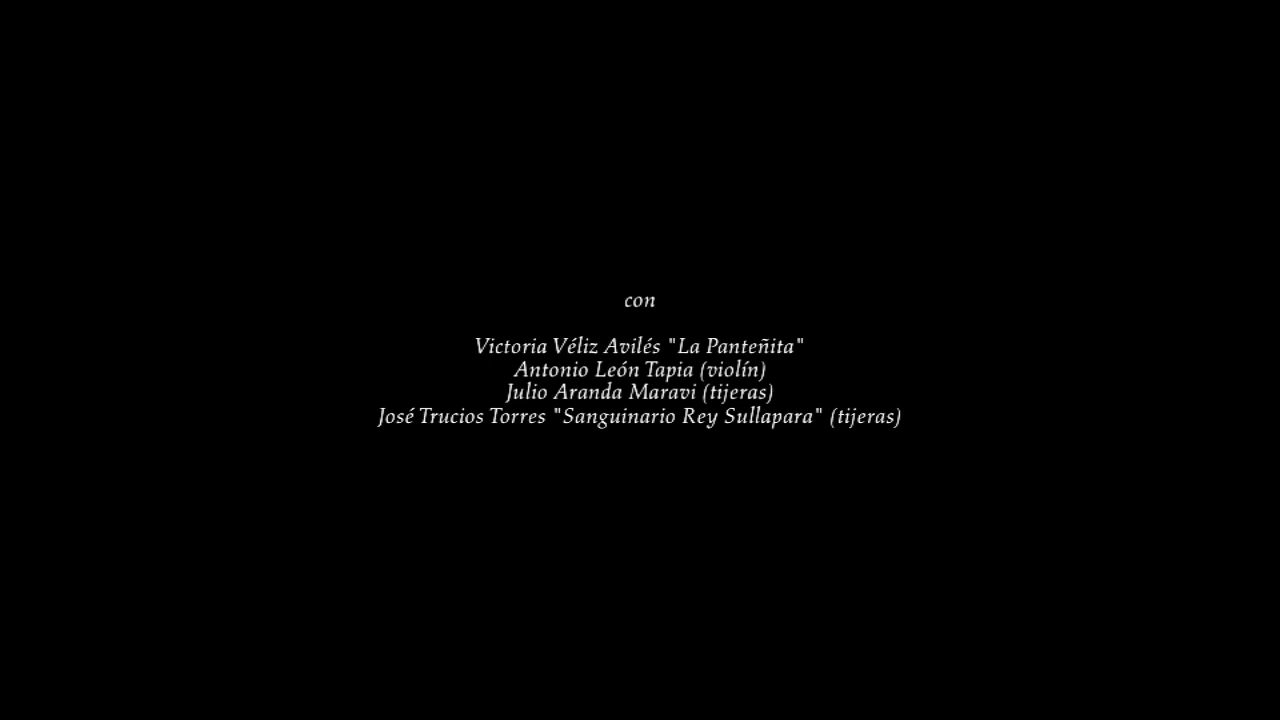 con
Victoria Véliz Avilés "La Panteñita"
Antonio León Tapia (violín)
Julio Aranda Maravi (tijeras)
José Trucios Torres "Sanguinario Rey Sullapara" (tijeras)